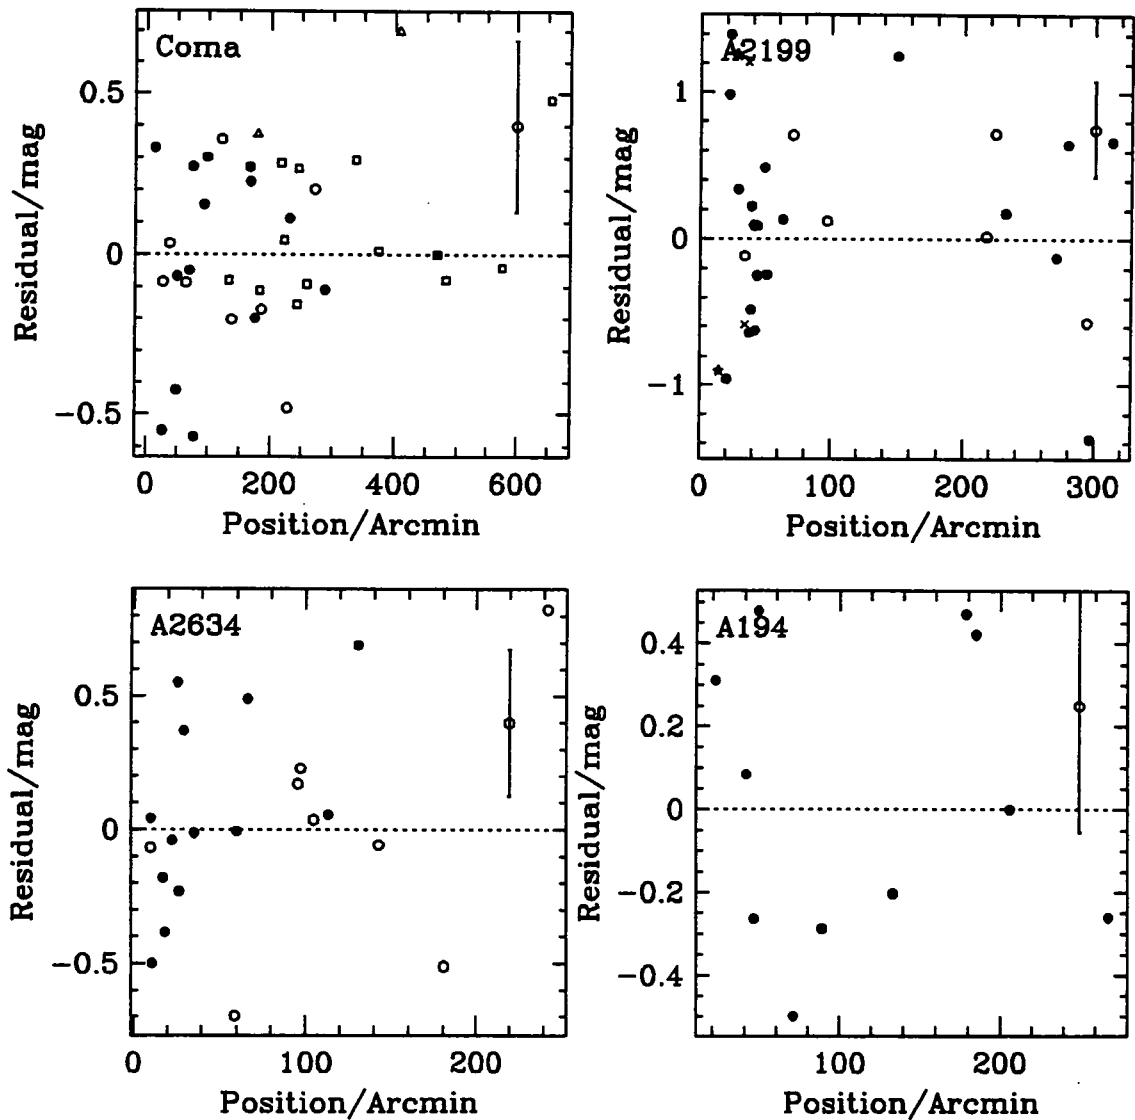 Coma
0.5
0
−0.5
Residual/mag
0 200 400 600
Position/Arcmin
A2199
1
0
−1
Residual/mag
0 100 200 300
Position/Arcmin
A2634
0.5
0
−0.5
Residual/mag
0 100 200
Position/Arcmin
A194
0.4
0.2
0
−0.2
−0.4
Residual/mag
100 200
Position/Arcmin